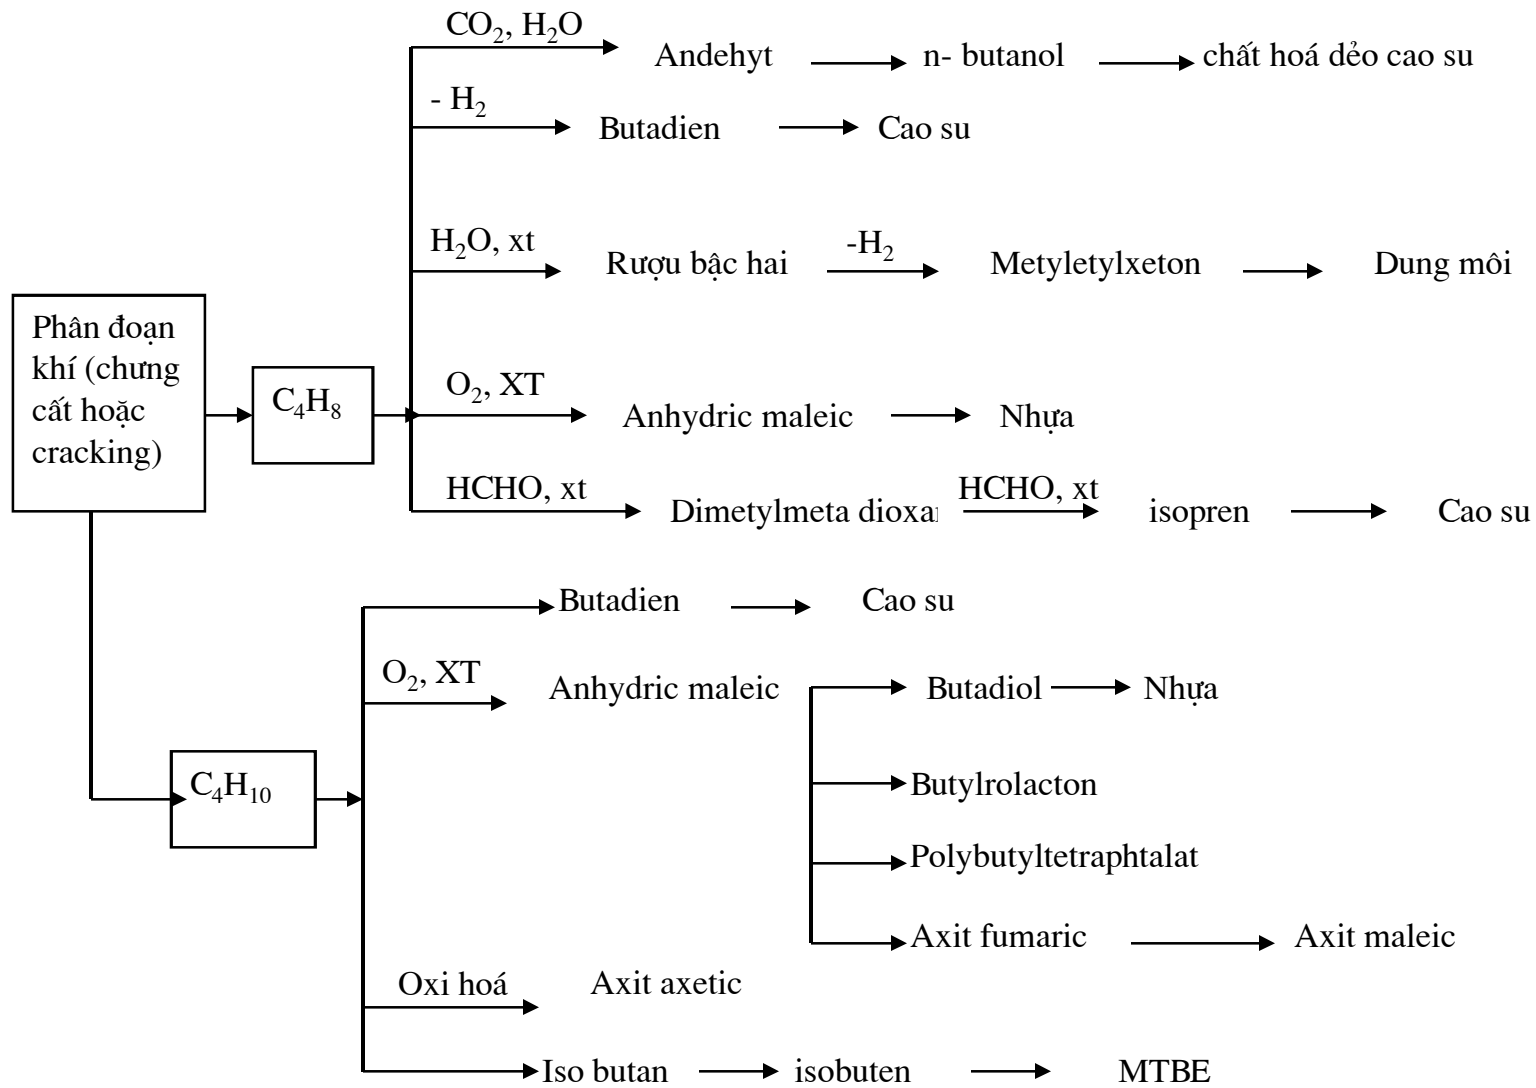 CO₂, H₂O
Andehyt n- butanol chất hoá dẻo cao su
- H₂
Butadien Cao su
H₂O, xt -H₂
Rượu bậc hai Metyletylxeton Dung môi
Phân đoạn
khí (chưng
cất hoặc
cracking)
C₄H₈
O₂, XT
Anhydric maleic Nhựa
HCHO, xt HCHO, xt
Dimetylmeta isopren Cao su
Butadien Cao su
O₂, XT
Anhydric maleic Butadiol Nhựa
C₄H₁₀
Butylrolacton
Polybutyltetraphtalat
Axit fumaric Axit maleic
Oxi hoá Axit axetic
Iso butan isobuten MTBE